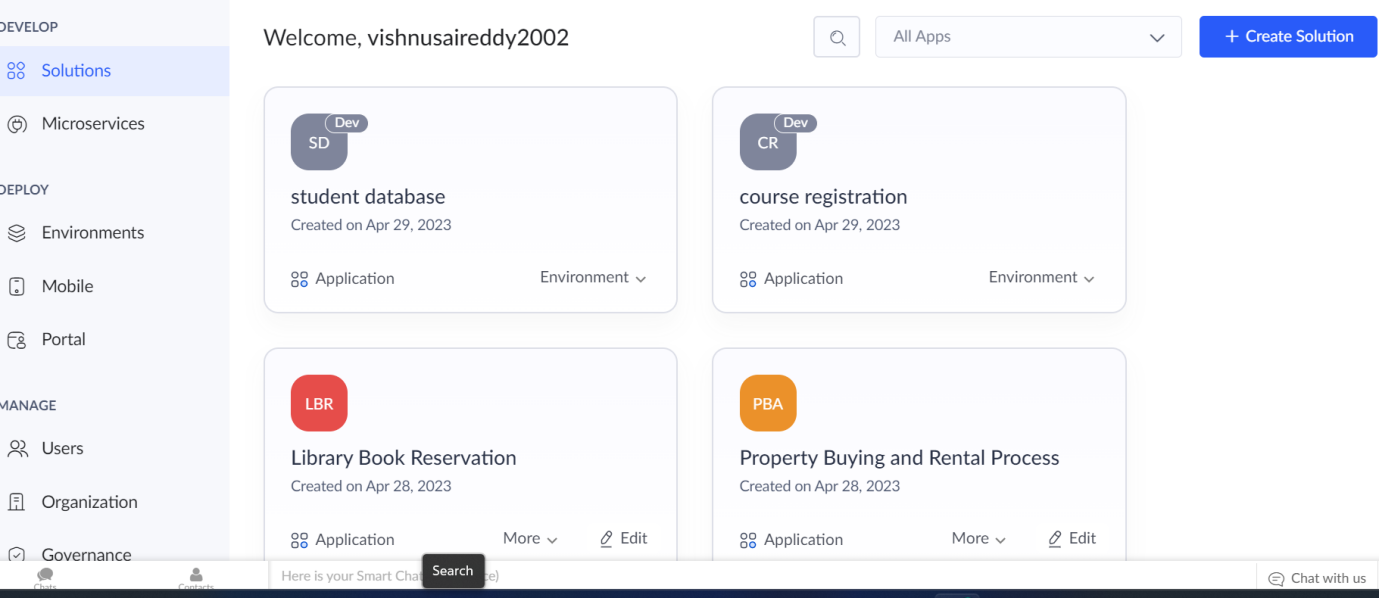 DEVELOP
Solutions
Microservices
DEPLOY
Environments
Mobile
Portal
MANAGE
Users
Organization
Governance
Welcome, vishnusaireddy2002
All Apps
+ Create Solution
SD
Dev
student database
Created on Apr 29, 2023
Application
Environment
CR
Dev
course registration
Created on Apr 29, 2023
Application
Environment
LBR
Library Book Reservation
Created on Apr 28, 2023
Application
More
Edit
PBA
Property Buying and Rental Process
Created on Apr 28, 2023
Application
More
Edit
Chats
Contacts
Here is your Smart Chat
Search
Chat with us